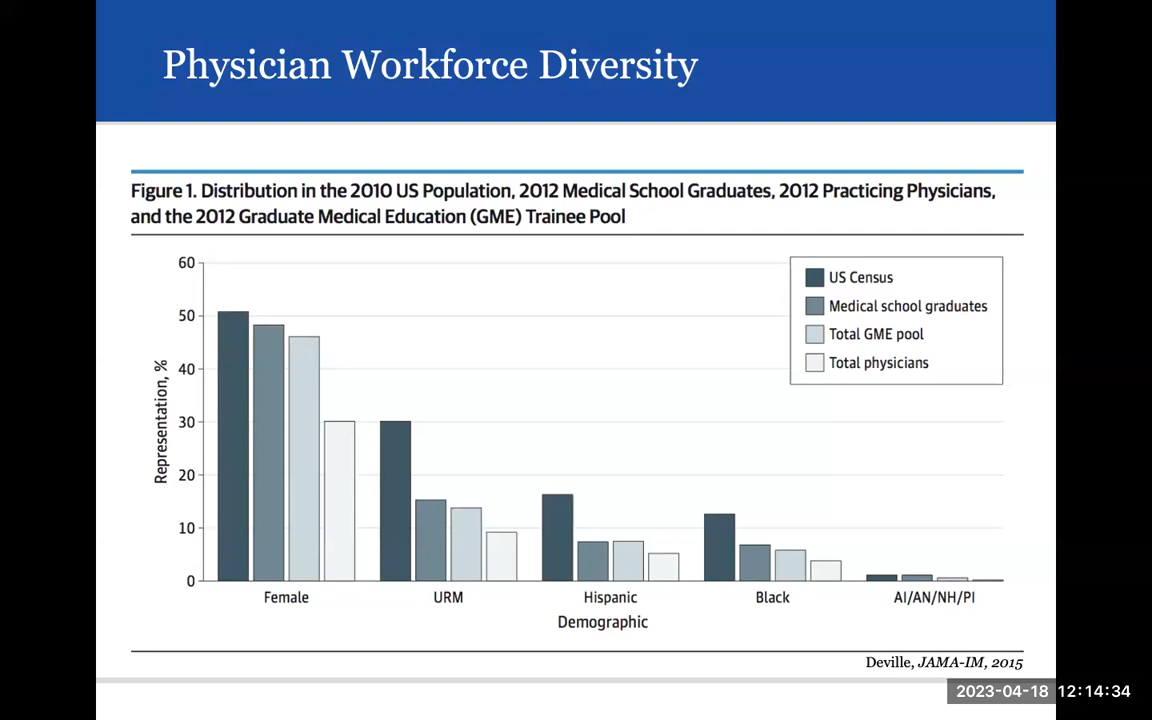 Physician Workforce Diversity
Figure 1. Distribution in the 2010 US Population, 2012 Medical School Graduates, 2012 Practicing Physicians,
and the 2012 Graduate Medical Education (GME) Trainee Pool
60
50
40
30
20
10
0
Representation, %
US Census
Medical school graduates
Total GME pool
Total physicians
Female
URM
Hispanic
Black
AI/AN/NH/PI
Demographic
Deville, JAMA-IM, 2015
2023-04-18 12:14:34